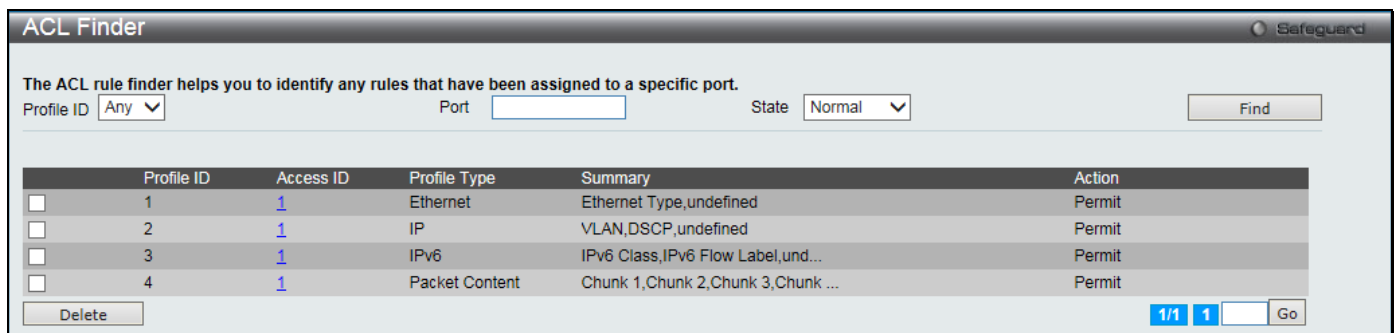 ACL Finder Safeguard
The ACL rule finder helps you to identify any rules that have been assigned to a specific port.
Profile ID Any Port State Normal Find
Profile ID Access ID Profile Type Summary Action
1 1 Ethernet Ethernet Type,undefined Permit
2 1 IP VLAN,DSCP,undefined Permit
3 1 IPv6 IPv6 Class,IPv6 Flow Label,und... Permit
4 1 Packet Content Chunk 1,Chunk 2,Chunk 3,Chunk ... Permit
Delete 1/1 1 Go